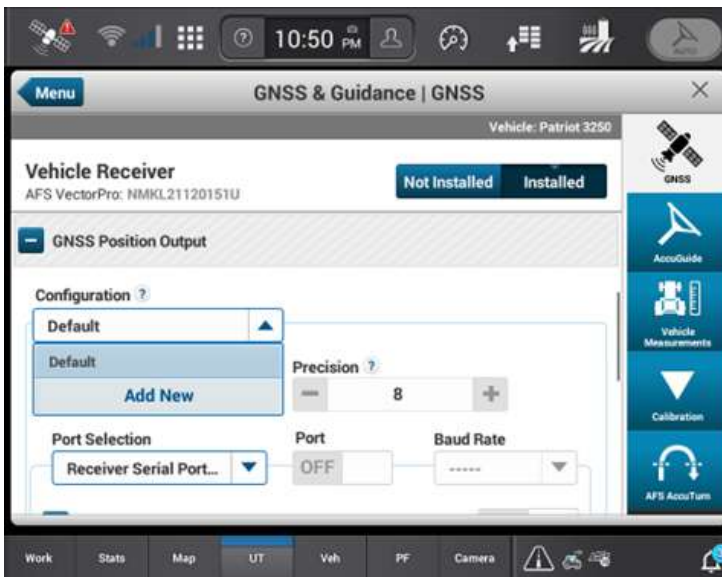 10:50 PM
AUTO
Menu
GNSS & Guidance | GNSS
Vehicle: Patriot 3250
Vehicle Receiver
AFS VectorPro: NMKL21120151U
Not Installed
Installed
GNSS
GNSS Position Output
AccuGuide
Configuration ?
Default
Vehicle
Measurements
Default
Add New
Precision ?
8
Calibration
Port Selection
Port
Baud Rate
Receiver Serial Port...
OFF
-----
AFS AccuTurn
Work
Stats
Map
UT
Veh
PF
Camera